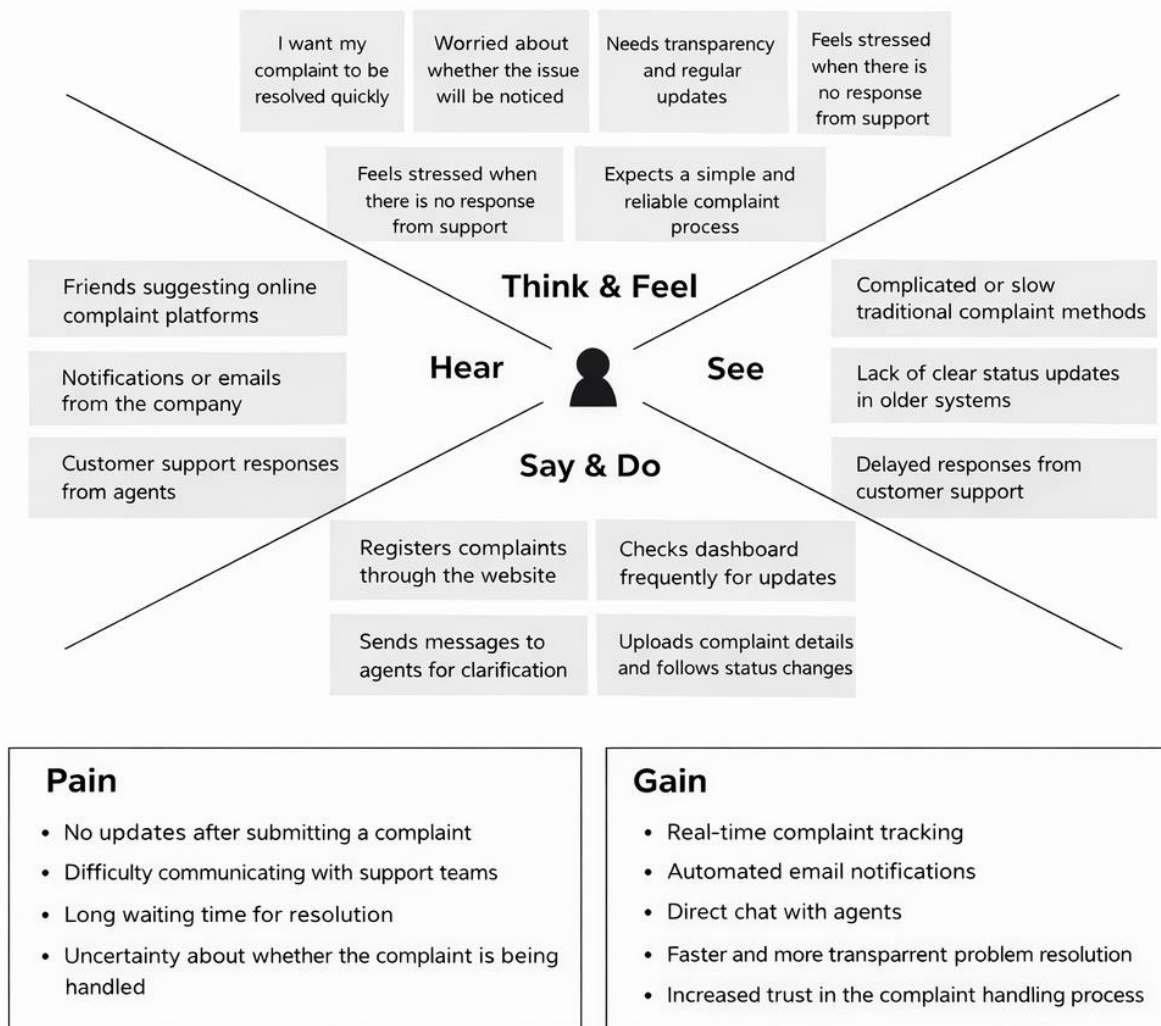 I want my
complaint to be
resolved quickly
Worried about
whether the issue
will be noticed
Needs transparency
and regular
updates
Feels stressed
when there is
no response
from support
Feels stressed when
there is no response
from support
Expects a simple and
reliable complaint
process
Think & Feel
Friends suggesting online
complaint platforms
Notifications or emails
from the company
Customer support responses
from agents
Hear
See
Complicated or slow
traditional complaint methods
Lack of clear status updates
in older systems
Delayed responses from
customer support
Say & Do
Registers complaints
through the website
Checks dashboard
frequently for updates
Sends messages to
agents for clarification
Uploads complaint details
and follows status changes
Pain
• No updates after submitting a complaint
• Difficulty communicating with support teams
• Long waiting time for resolution
• Uncertainty about whether the complaint is being
handled
Gain
• Real-time complaint tracking
• Automated email notifications
• Direct chat with agents
• Faster and more transparent problem resolution
• Increased trust in the complaint handling process